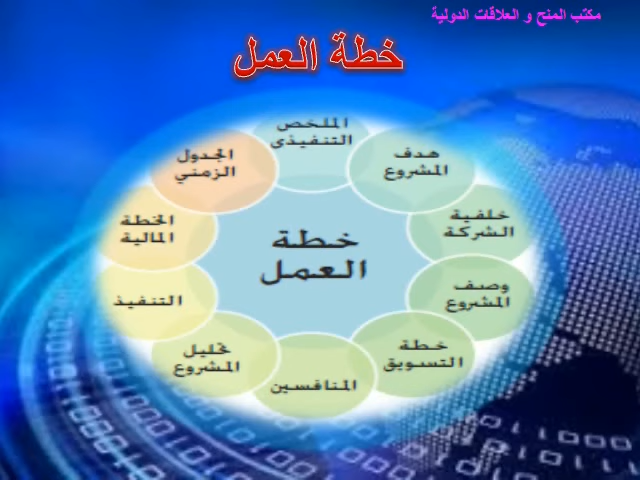 مكتب المنح و العلاقات الدولية
خطة العمل
الملخص
التنفيذى
هدف
المشروع
خلفية
الشركة
وصف
المشروع
خطة
التسويق
المنافسين
تحليل
المشروع
التنفيذ
الخطة
المالية
الجدول
الزمني
خطة
العمل